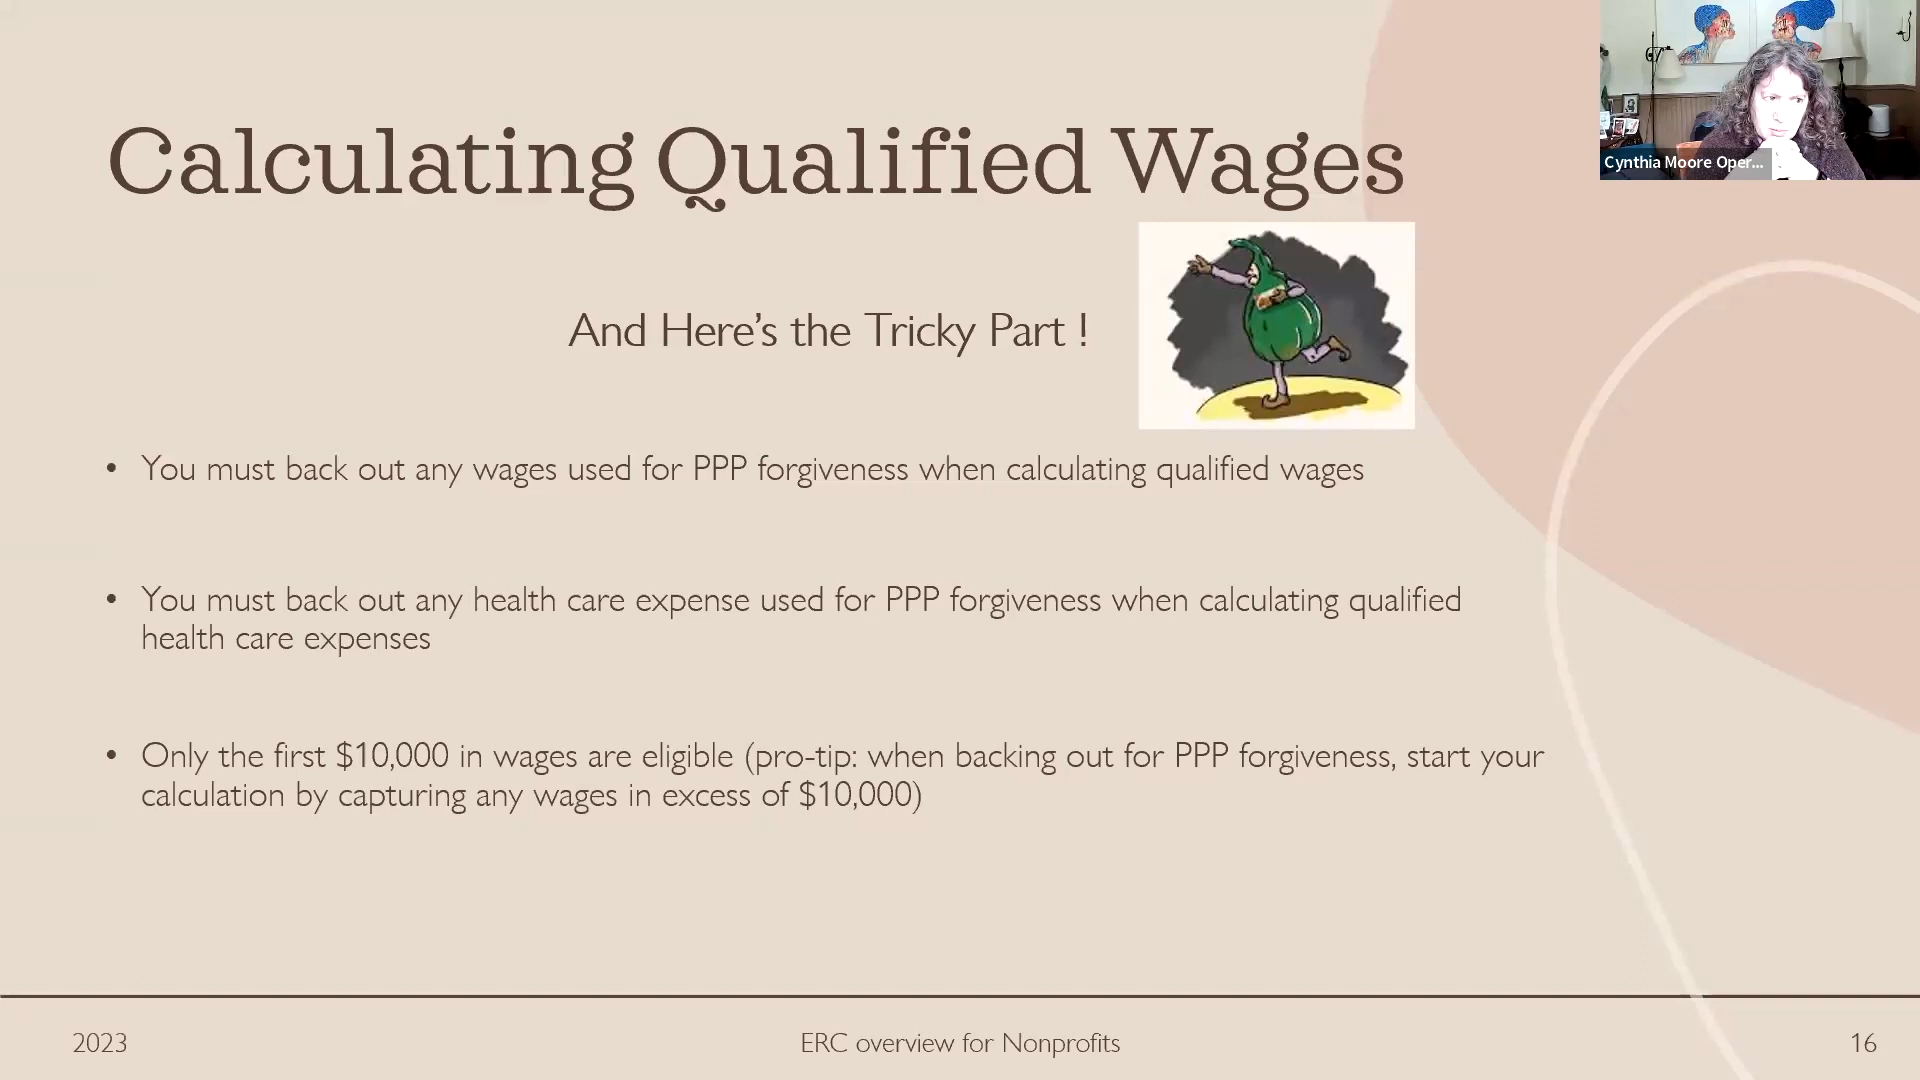 Cynthia Moore Oper...
Calculating Qualified Wages
And Here's the Tricky Part !
• You must back out any wages used for PPP forgiveness when calculating qualified wages
• You must back out any health care expense used for PPP forgiveness when calculating qualified
health care expenses
• Only the first $10,000 in wages are eligible (pro-tip: when backing out for PPP forgiveness, start your
calculation by capturing any wages in excess of $10,000)
2023
ERC overview for Nonprofits
16